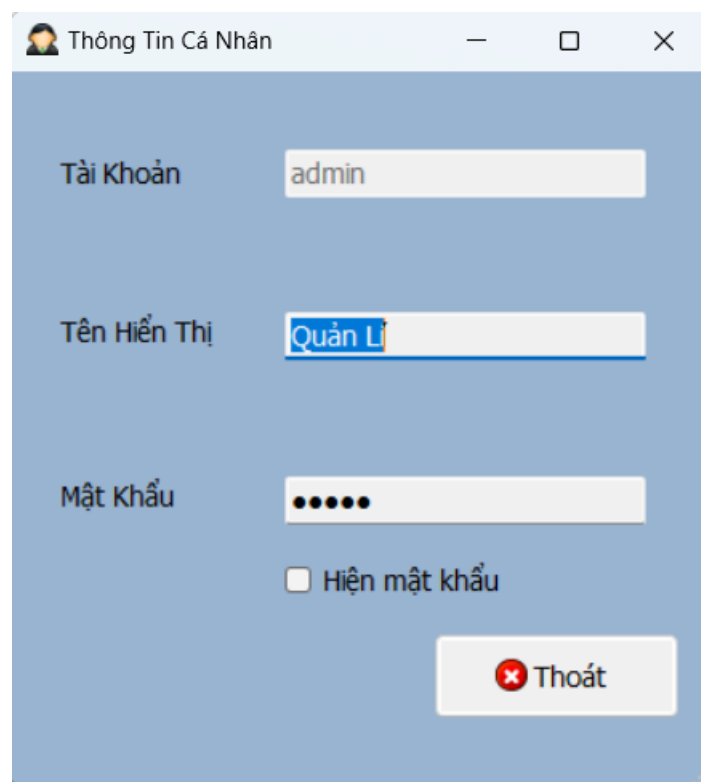 Thông Tin Cá Nhân
Tài Khoản admin
Tên Hiển Thị Quản Lí
Mật Khẩu •••••
Hiện mật khẩu
Thoát